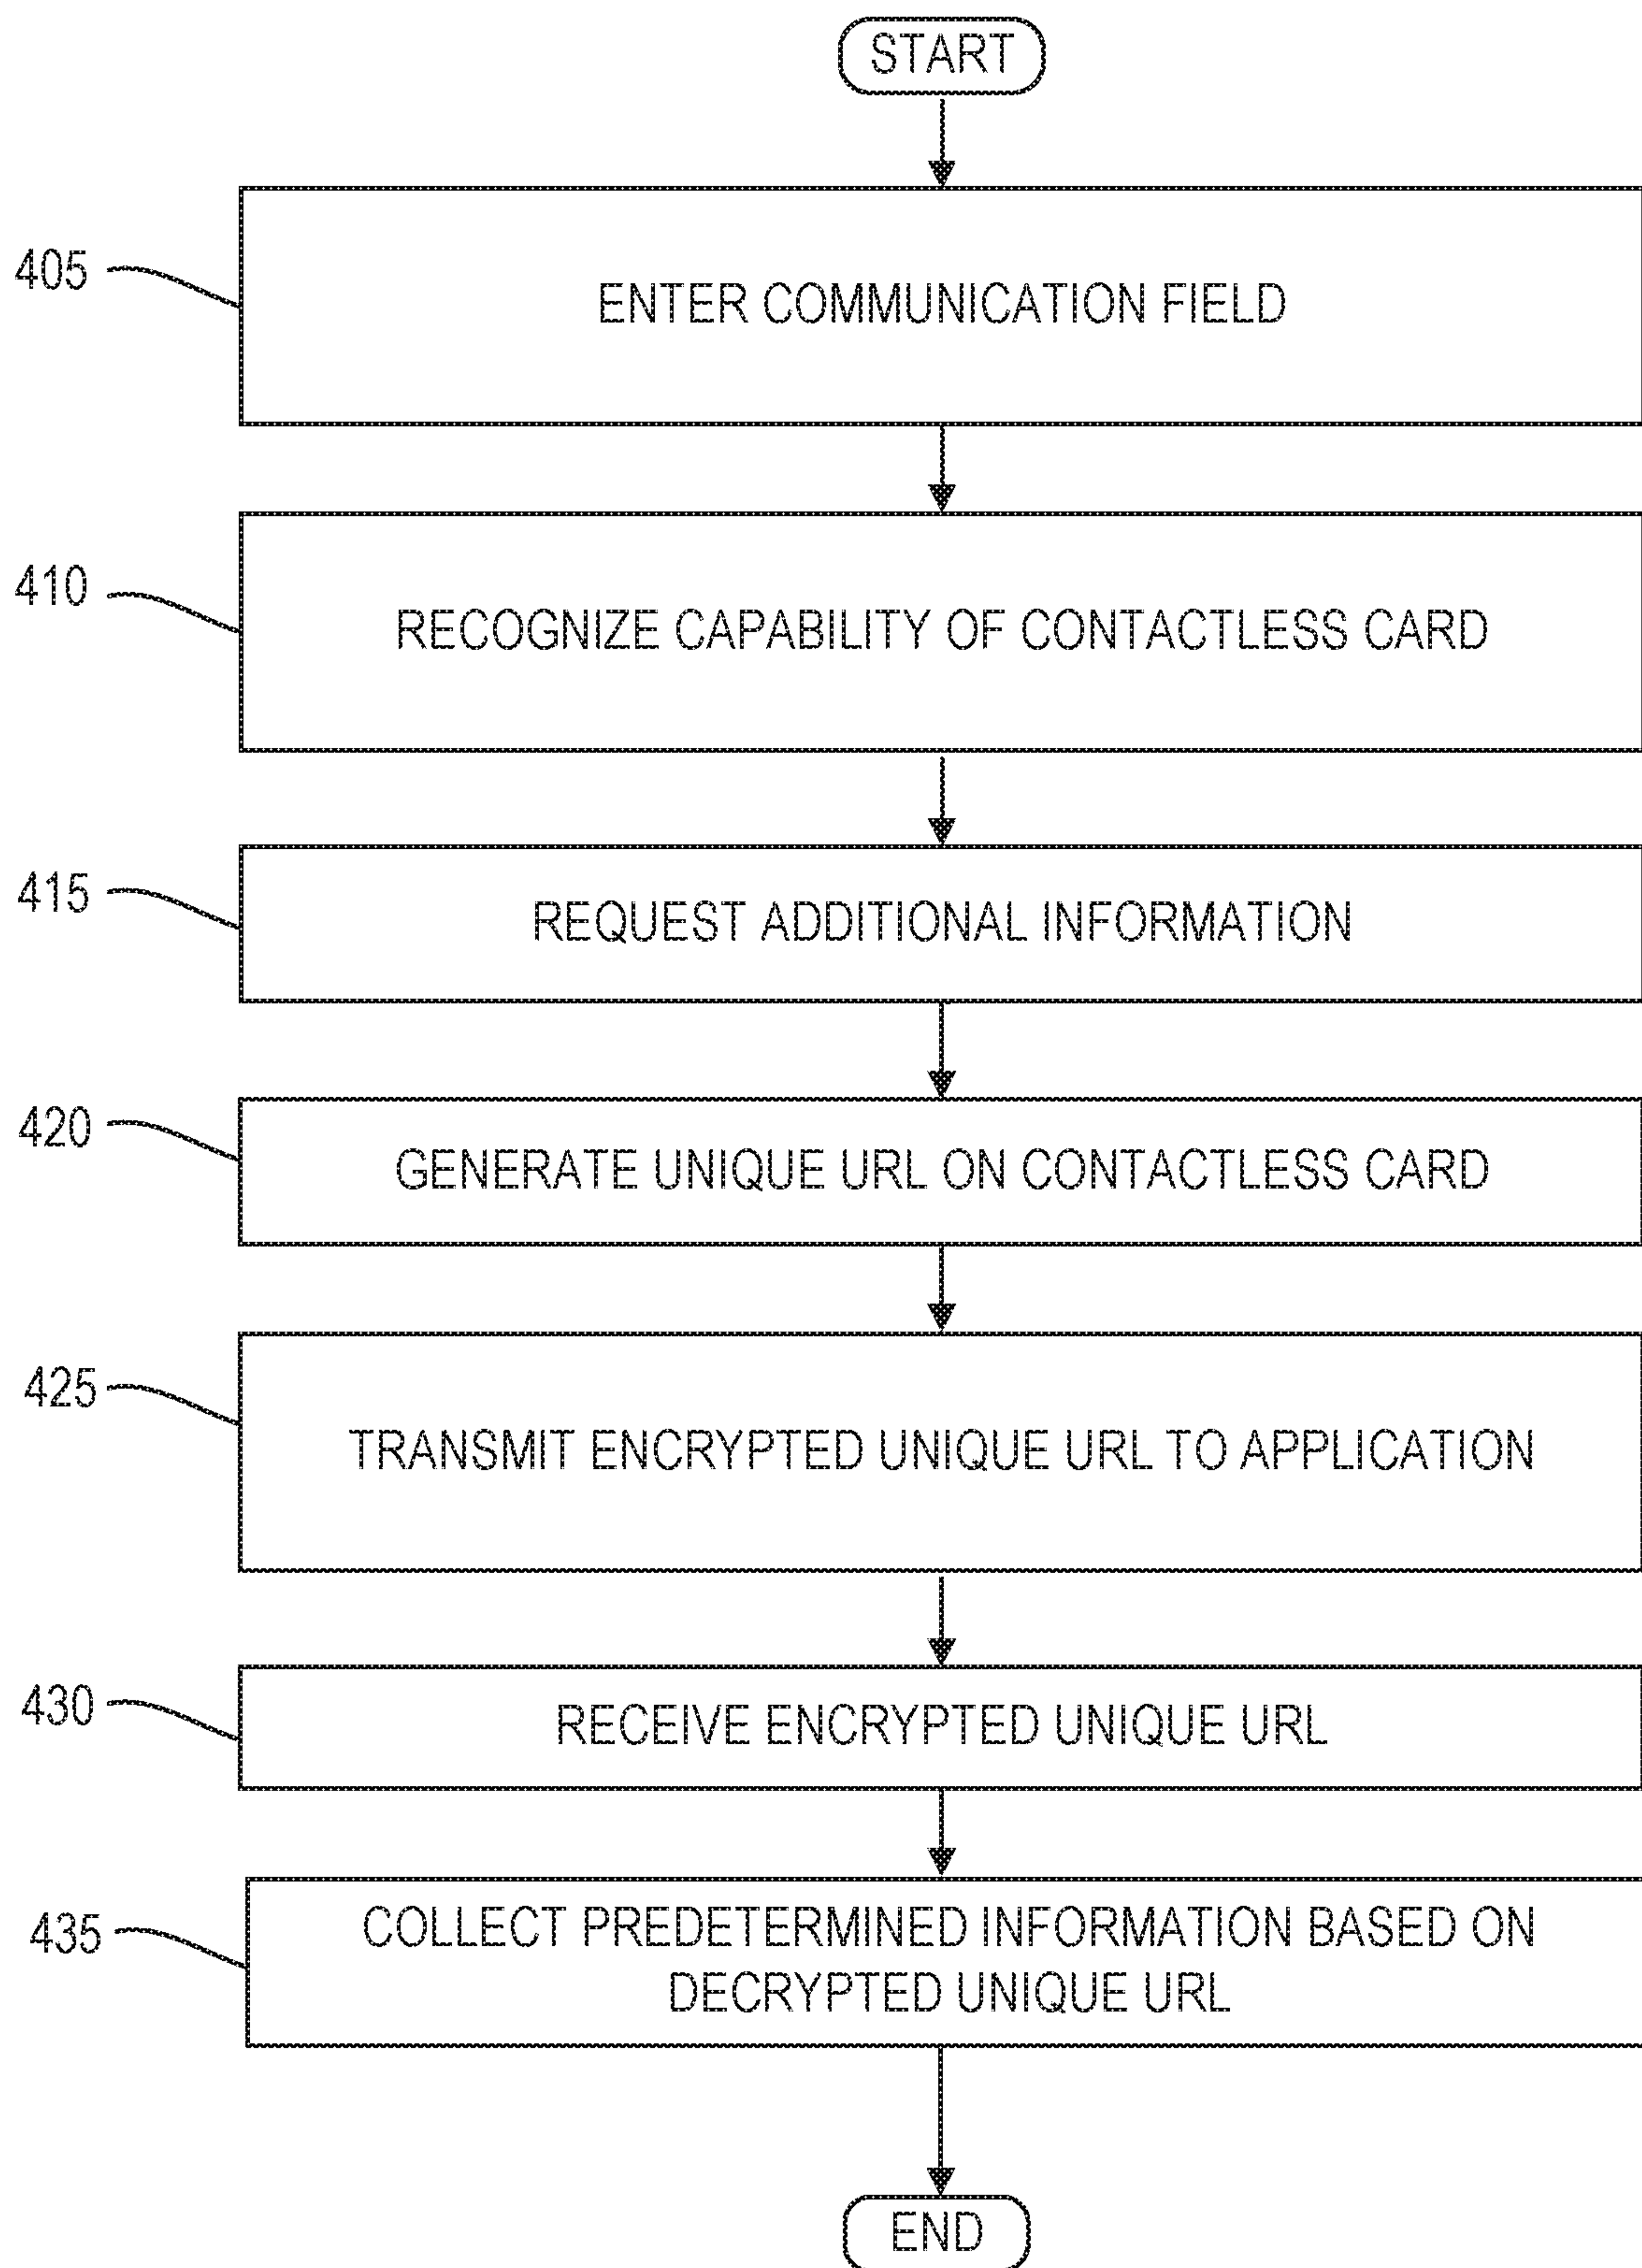 START
405
ENTER COMMUNICATION FIELD
410
RECOGNIZE CAPABILITY OF CONTACTLESS CARD
415
REQUEST ADDITIONAL INFORMATION
420
GENERATE UNIQUE URL ON CONTACTLESS CARD
425
TRANSMIT ENCRYPTED UNIQUE URL TO APPLICATION
430
RECEIVE ENCRYPTED UNIQUE URL
435
COLLECT PREDETERMINED INFORMATION BASED ON
DECRYPTED UNIQUE URL
END